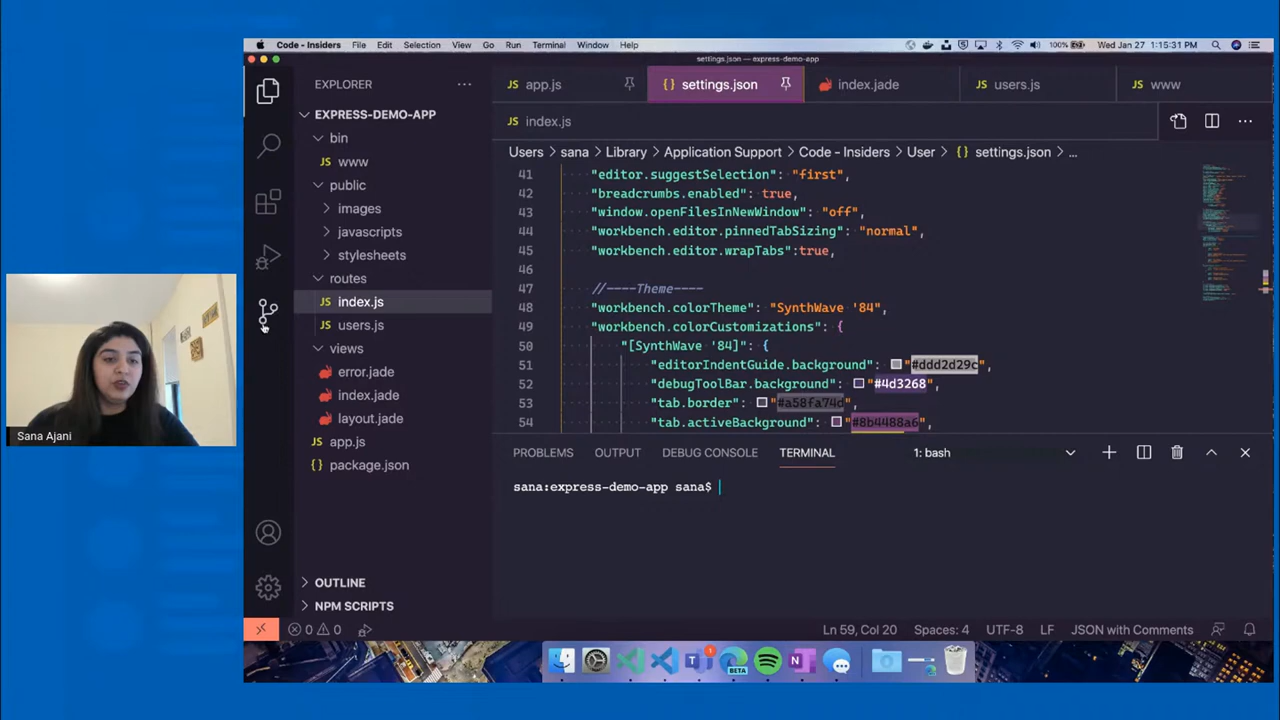 Code - Insiders File Edit Selection View Go Run Terminal Window Help
100% Wed Jan 27 1:15:31 PM
settings.json — express-demo-app
EXPLORER
EXPRESS-DEMO-APP
bin
www
public
images
javascripts
stylesheets
routes
index.js
users.js
views
error.jade
index.jade
layout.jade
app.js
package.json
OUTLINE
NPM SCRIPTS
app.js settings.json index.jade users.js www
index.js
Users > sana > Library > Application Support > Code - Insiders > User > {} settings.json > ...
41 "editor.suggestSelection": "first",
42 "breadcrumbs.enabled": true,
43 "window.openFilesInNewWindow": "off",
44 "workbench.editor.pinnedTabSizing": "normal",
45 "workbench.editor.wrapTabs":true,
46
47 //----Theme----
48 "workbench.colorTheme": "SynthWave '84",
49 "workbench.colorCustomizations": {
50 "[SynthWave '84]": {
51 "editorIndentGuide.background": "#ddd2d29c",
52 "debugToolBar.background": "#4d3268",
53 "tab.border": "#a58fa74d",
54 "tab.activeBackground": "#8b4488a6",
PROBLEMS OUTPUT DEBUG CONSOLE TERMINAL 1: bash
sana:express-demo-app sana$
0 0 Ln 59, Col 20 Spaces: 4 UTF-8 LF JSON with Comments
Sana Ajani
BETA
1